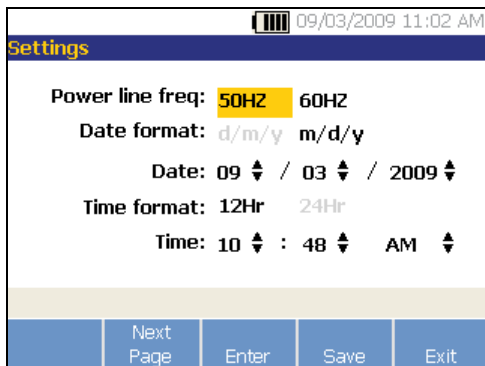 09/03/2009 11:02 AM
Settings
Power line freq: 50HZ 60HZ
Date format: d/m/y m/d/y
Date: 09 / 03 / 2009
Time format: 12Hr 24Hr
Time: 10 : 48 AM
Next Page Enter Save Exit